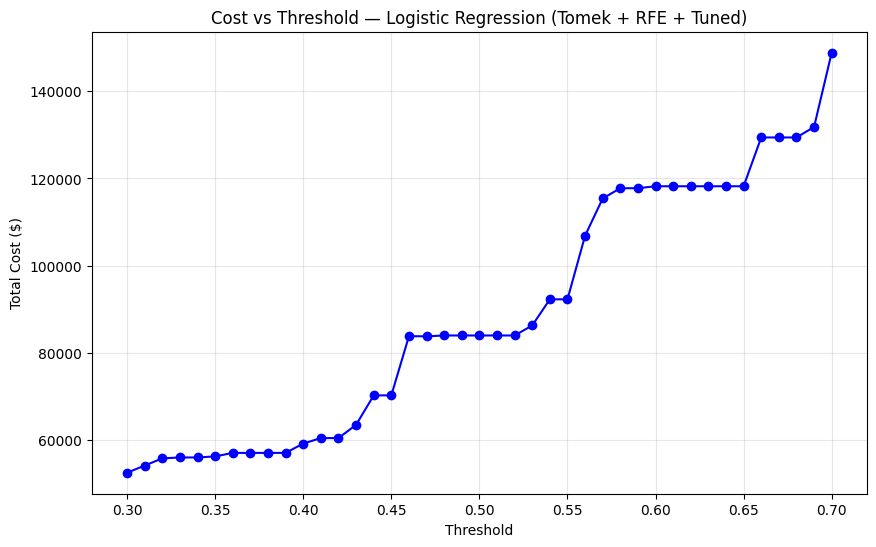 Cost vs Threshold — Logistic Regression (Tomek + RFE + Tuned)
Total Cost ($)
140000
120000
100000
80000
60000
0.30 0.35 0.40 0.45 0.50 0.55 0.60 0.65 0.70
Threshold